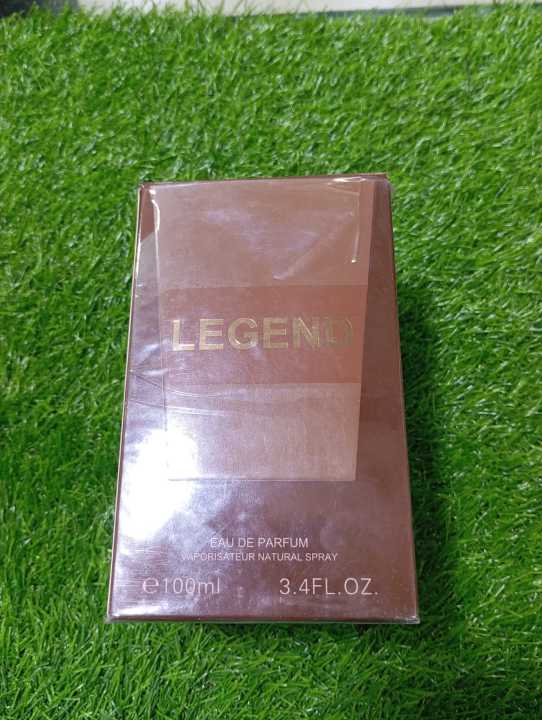 LEGEND
EAU DE PARFUM
VAPORISATEUR NATURAL SPRAY
℮100ml 3.4FL.OZ.